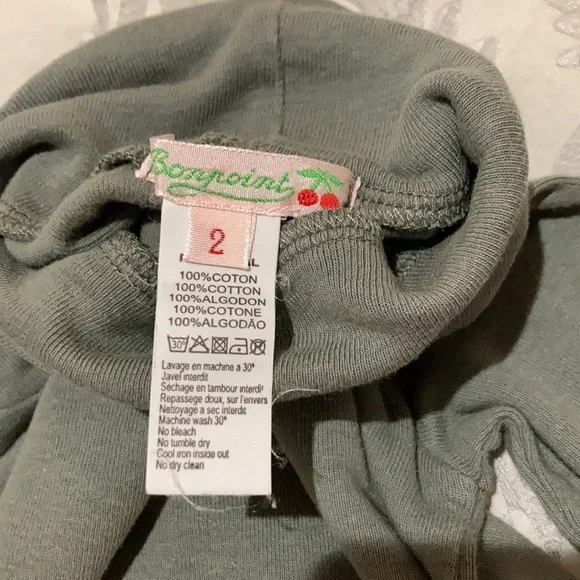 Bonpoint
2
100%COTON
100%COTTON
100%ALGODON
100%COTONE
100%ALGODÃO
30°
Lavage en machine a 30°
Javel interdit
Séchage en tambour interdit
Repassage doux, sur l'envers
Nettoyage a sec interdit
Machine wash 30°
No bleach
No tumble dry
Cool iron inside out
No dry clean